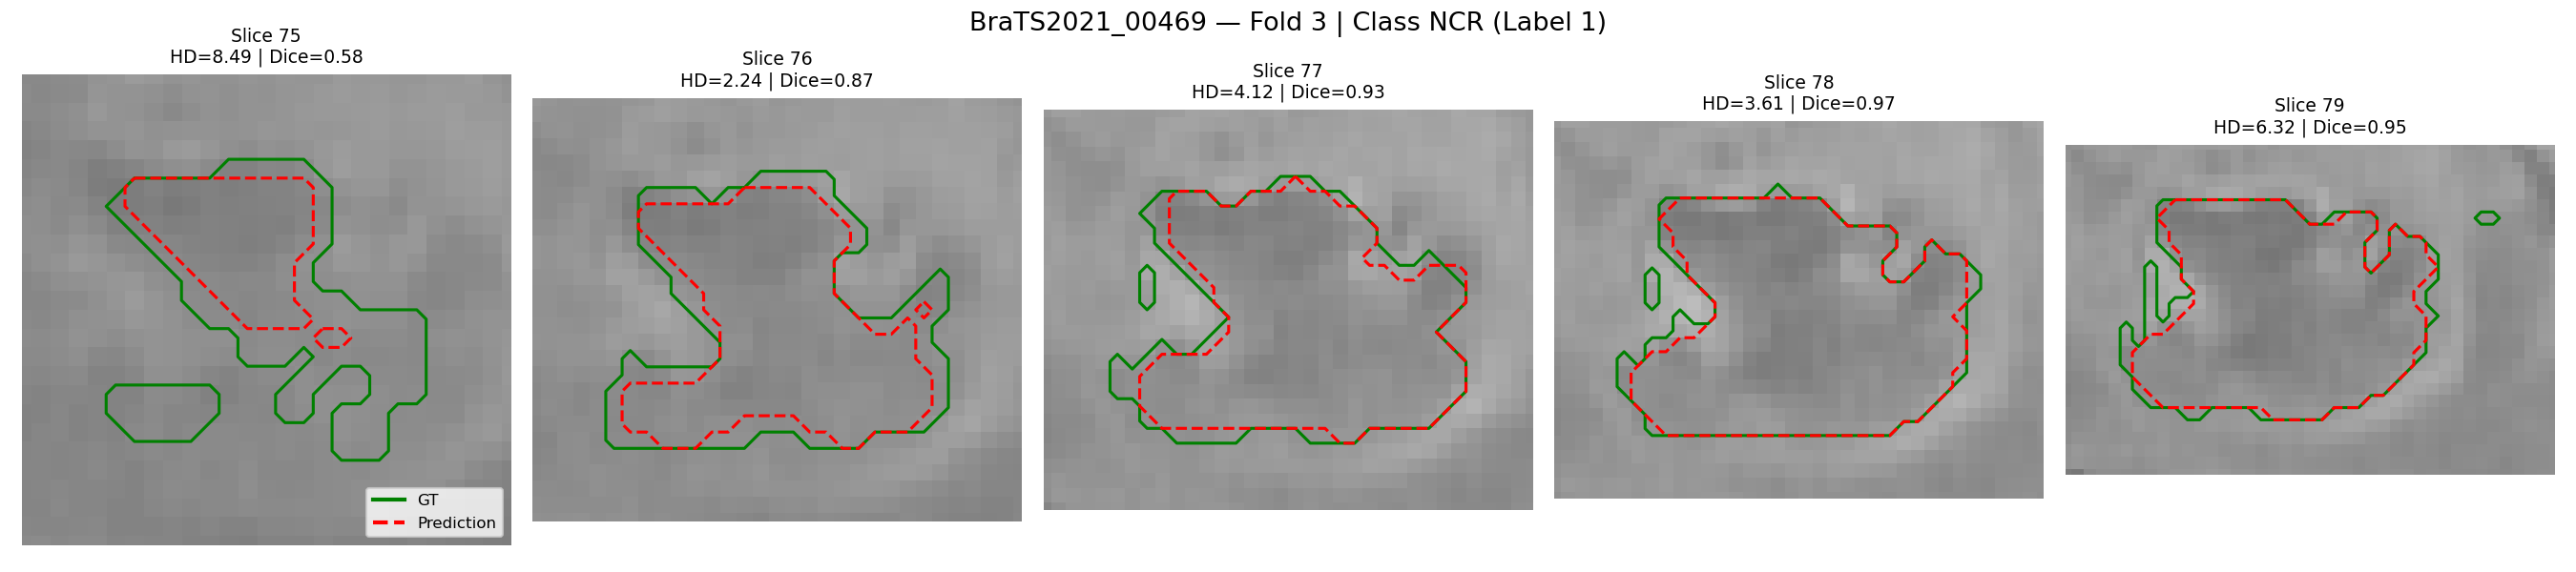 BraTS2021_00469 — Fold 3 | Class NCR (Label 1)
Slice 75
HD=8.49 | Dice=0.58
Slice 76
HD=2.24 | Dice=0.87
Slice 77
HD=4.12 | Dice=0.93
Slice 78
HD=3.61 | Dice=0.97
Slice 79
HD=6.32 | Dice=0.95
GT
Prediction